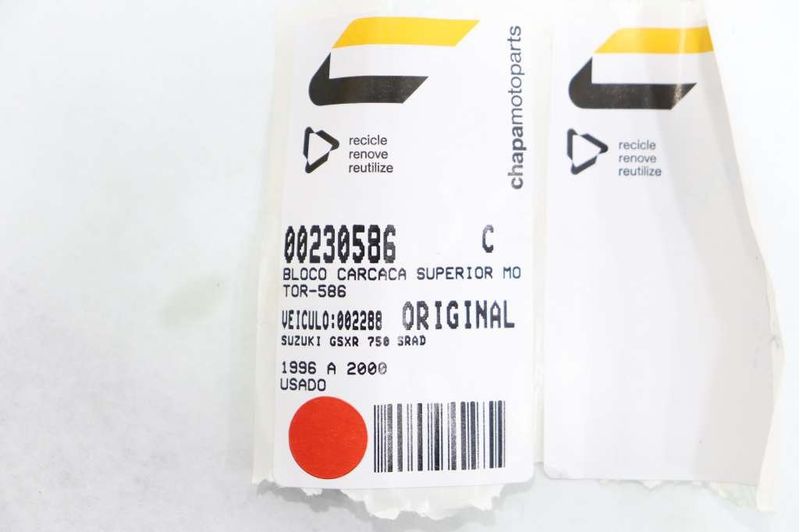 chapamotoparts
recicle
renove
reutilize
00230586 C
BLOCO CARCACA SUPERIOR MO
TOR-586
VEICULO:002288 ORIGINAL
SUZUKI GSXR 750 SRAD
1996 A 2000
USADO
recicle
renove
reutilize